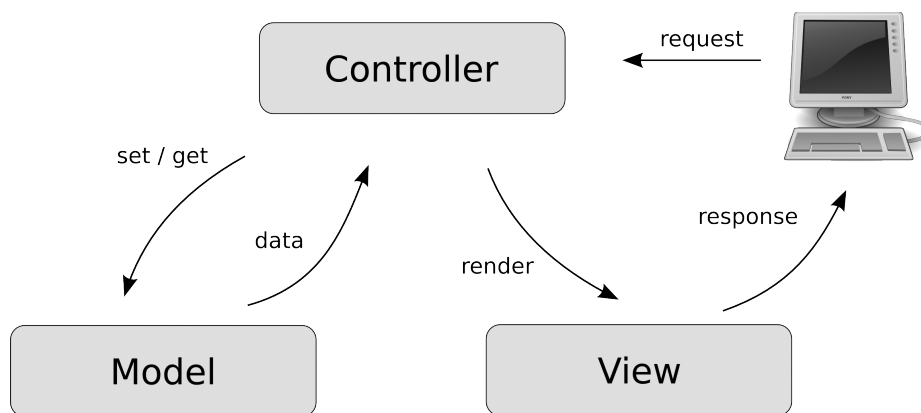 Controller
request
set / get
data
render
response
Model
View